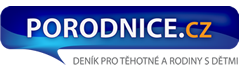 PORODNICE.CZ
DENÍK PRO TĚHOTNÉ A RODINY S DĚTMI